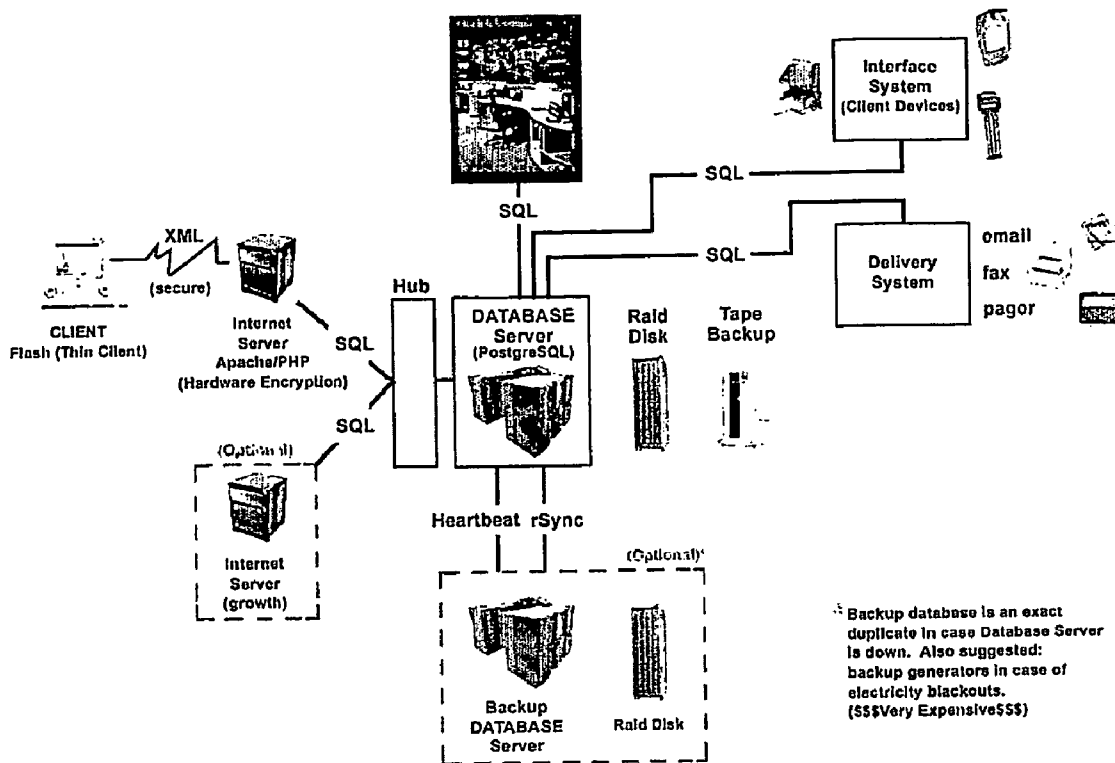 Interface
System
(Client Devices)
SQL
SQL
SQL
XML
(secure)
CLIENT
Flash (Thin Client)
Internet
Server
Apache/PHP
(Hardware Encryption)
SQL
SQL
Hub
DATABASE
Server
(PostgreSQL)
Raid
Disk
Tape
Backup
Delivery
System
email
fax
pagor
(Optional)
Internet
Server
(growth)
Heartbeat rSync
(Optional)*
Backup
DATABASE
Server
Raid Disk
* Backup database is an exact
duplicate in case Database Server
is down. Also suggested:
backup generators in case of
electricity blackouts.
($$$Very Expensive$$$)